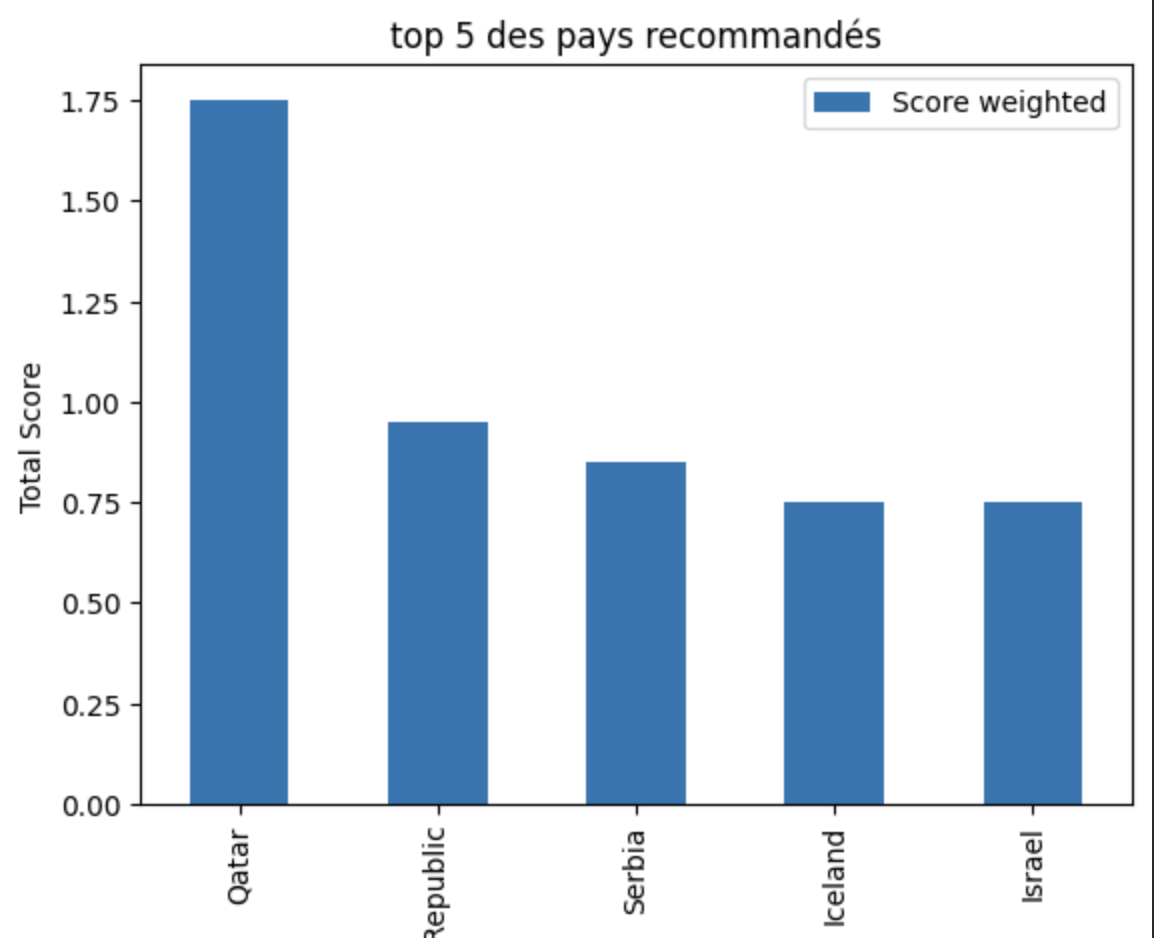 top 5 des pays recommandés
Score weighted
Total Score
1.75
1.50
1.25
1.00
0.75
0.50
0.25
0.00
Qatar
Republic
Serbia
Iceland
Israel